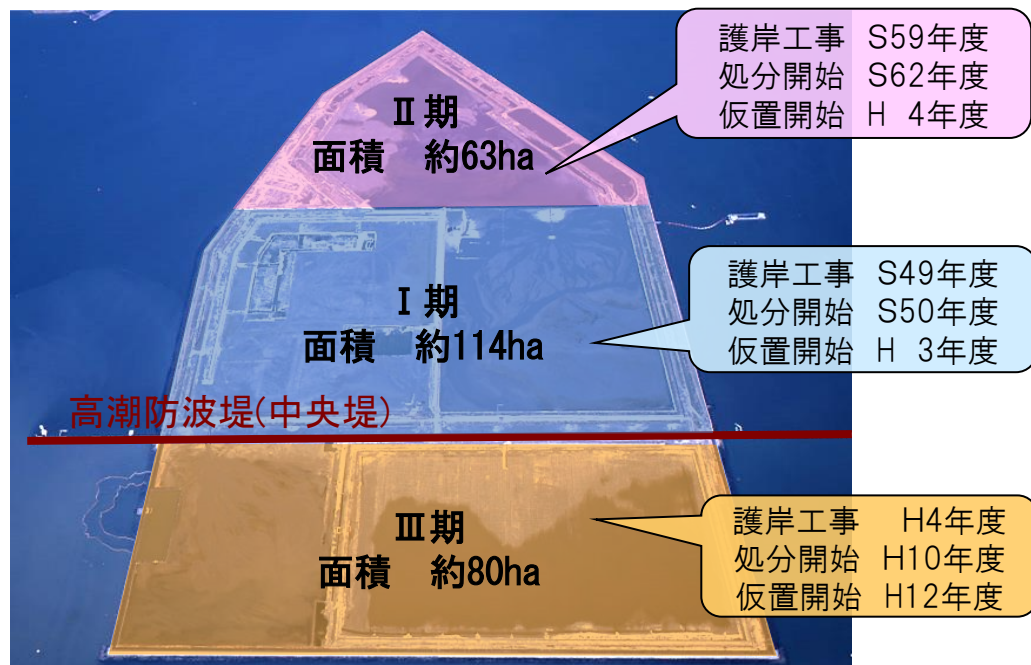 Ⅱ期
面積　約63ha
護岸工事　S59年度
処分開始　S62年度
仮置開始　H　4年度
Ⅰ期
面積　約114ha
護岸工事　S49年度
処分開始　S50年度
仮置開始　H　3年度
高潮防波堤(中央堤)
Ⅲ期
面積　約80ha
護岸工事　H4年度
処分開始　H10年度
仮置開始　H12年度